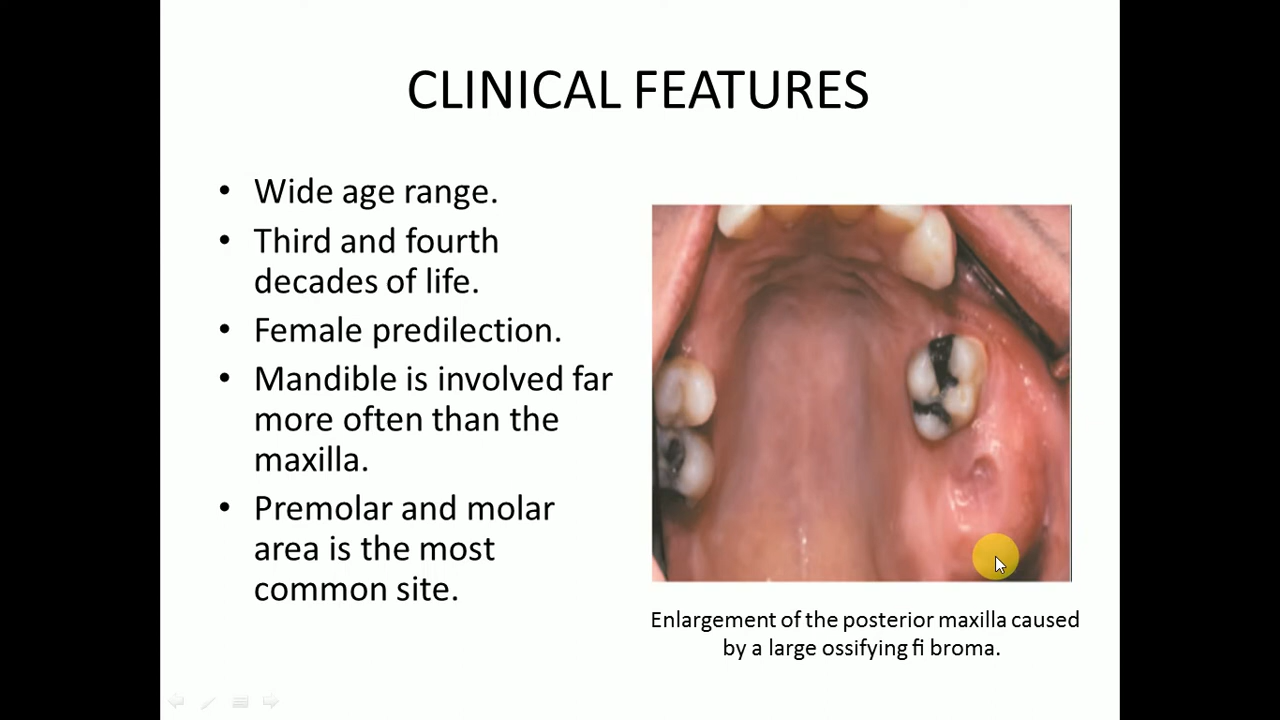 CLINICAL FEATURES
• Wide age range.
• Third and fourth
decades of life.
• Female predilection.
• Mandible is involved far
more often than the
maxilla.
• Premolar and molar
area is the most
common site.
Enlargement of the posterior maxilla caused
by a large ossifying fi broma.